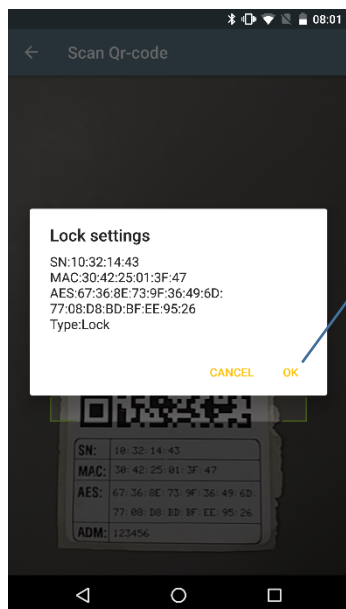 08:01
Scan Qr-code
Lock settings
SN:10:32:14:43
MAC:30:42:25:01:3F:47
AES:67:36:8E:73:9F:36:49:6D:
77:08:D8:BD:BF:EE:95:26
Type:Lock
CANCEL OK
SN: 10:32:14:43
MAC: 30:42:25:01:3F:47
AES: 67:36:8E:73:9F:36:49:6D:
77:08:D8:BD:BF:EE:95:26
ADM: 123456